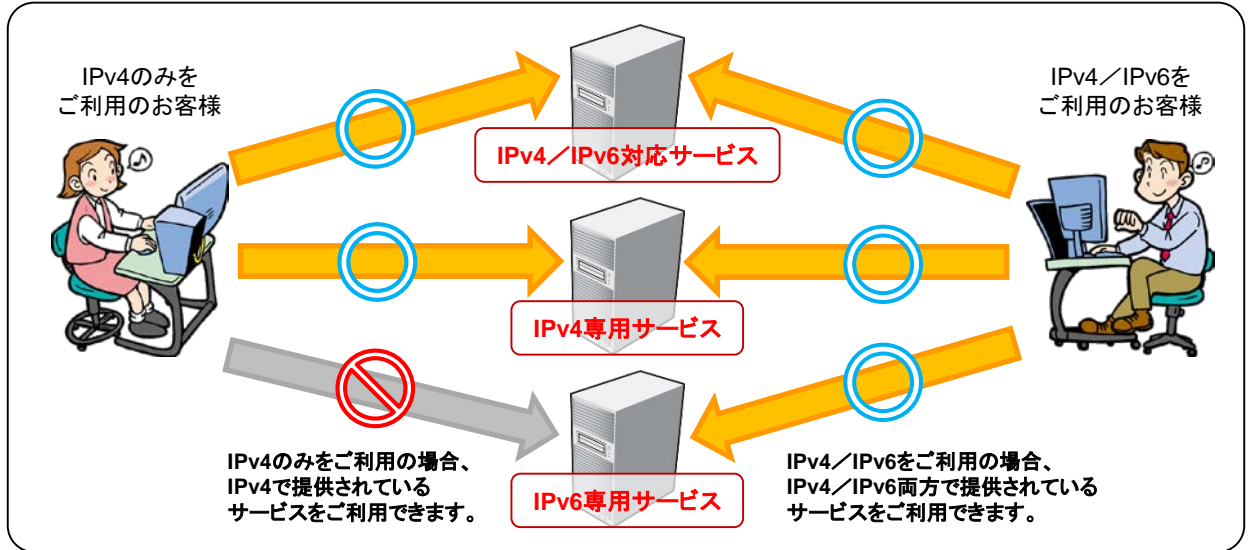 IPv4のみを
ご利用のお客様
IPv4／IPv6を
ご利用のお客様
IPv4／IPv6対応サービス
IPv4専用サービス
IPv6専用サービス
IPv4のみをご利用の場合、
IPv4で提供されている
サービスをご利用できます。
IPv4／IPv6をご利用の場合、
IPv4／IPv6両方で提供されている
サービスをご利用できます。